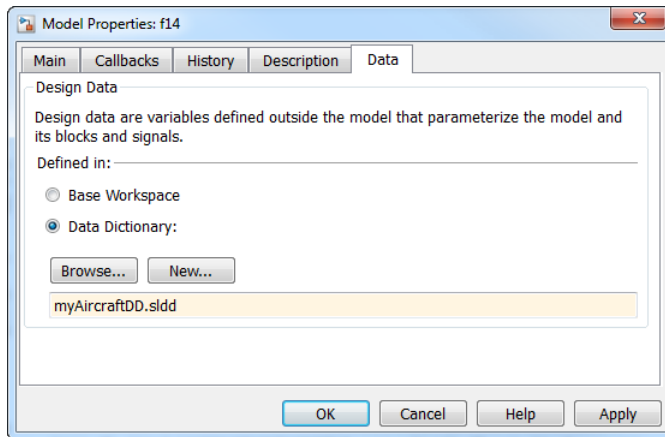 Model Properties: f14
Main Callbacks History Description Data
Design Data
Design data are variables defined outside the model that parameterize the model and
its blocks and signals.
Defined in:
Base Workspace
Data Dictionary:
Browse... New...
myAircraftDD.sldd
OK Cancel Help Apply